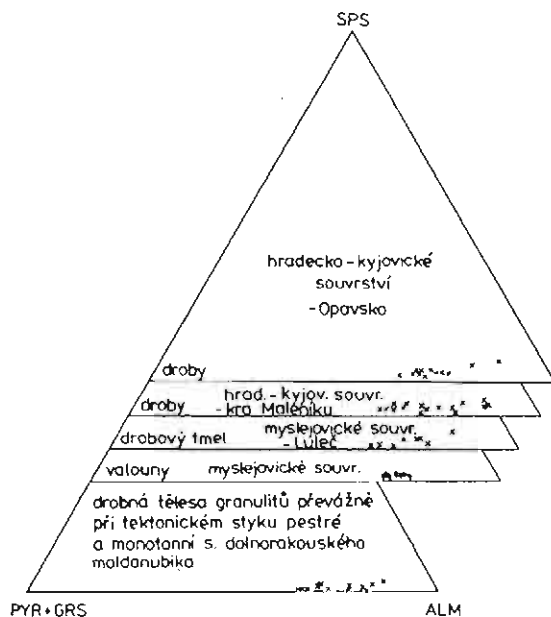 SPS
hradecko-kyjovické
souvrství
-Opavsko
droby
hrad.-kyjov. souvr.
droby -kra Maleníku
myslejovické souvr.
drobový tmel -Luleč
valouny myslejovické souvr.
drobná tělesa granulitů převážně
při tektonickém styku pestré
a monotanní s. dolnorakouského
moldanubika
PYR+GRS ALM